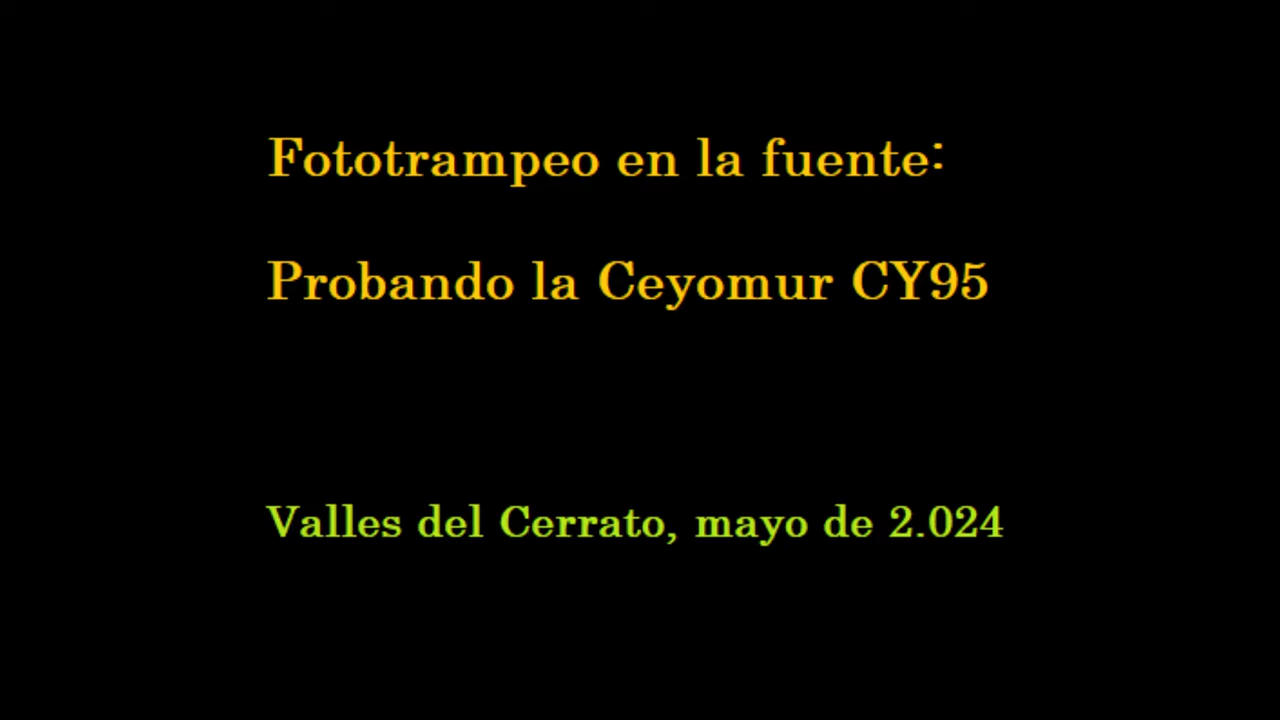 Fototrampeo en la fuente:
Probando la Ceyomur CY95
Valles del Cerrato, mayo de 2.024